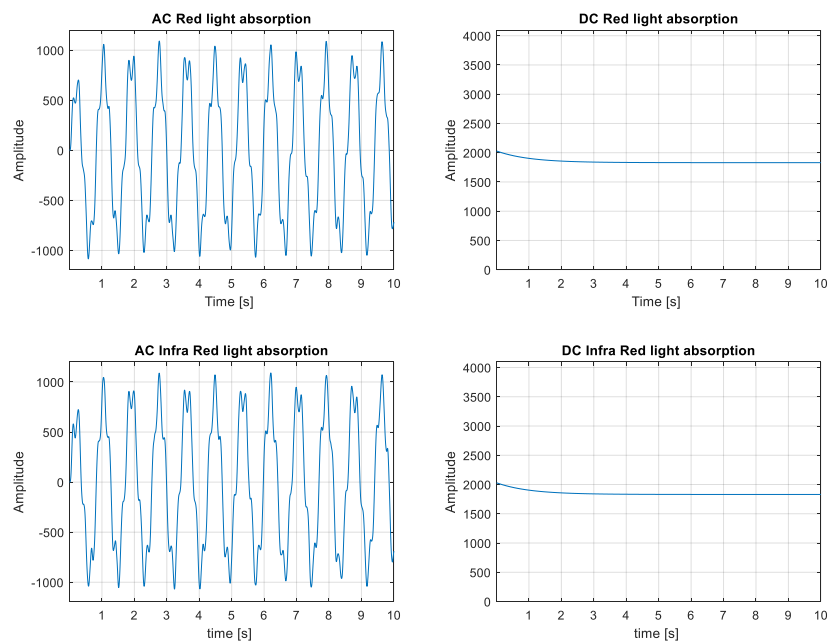 AC Red light absorption
1000
500
0
-500
-1000
Amplitude
1 2 3 4 5 6 7 8 9 10
Time [s]
DC Red light absorption
4000
3500
3000
2500
2000
1500
1000
500
0
Amplitude
1 2 3 4 5 6 7 8 9 10
Time [s]
AC Infra Red light absorption
1000
500
0
-500
-1000
Amplitude
1 2 3 4 5 6 7 8 9 10
time [s]
DC Infra Red light absorption
4000
3500
3000
2500
2000
1500
1000
500
0
Amplitude
1 2 3 4 5 6 7 8 9 10
time [s]